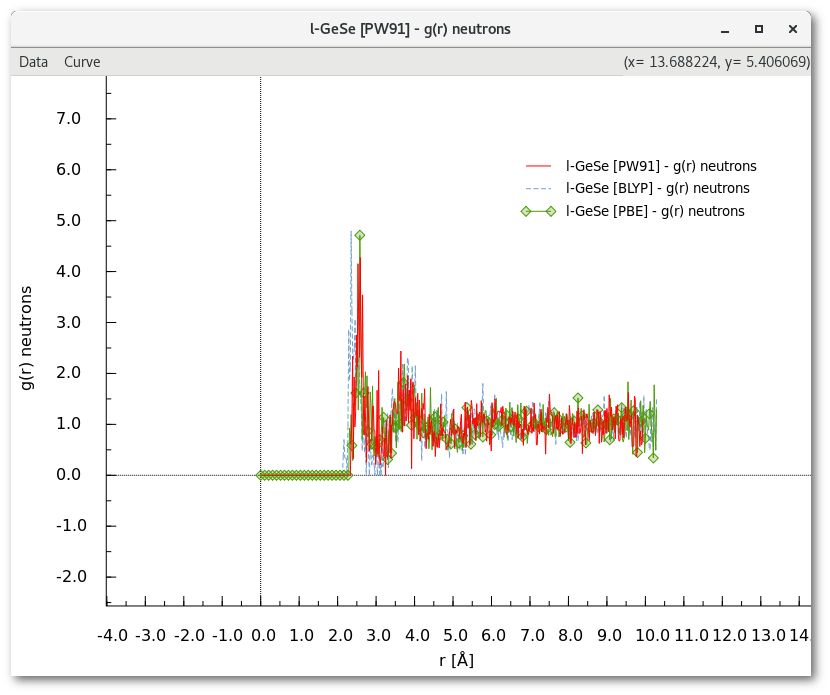 l-GeSe [PW91] - g(r) neutrons
Data Curve (x= 13.688224, y= 5.406069)
7.0
6.0
l-GeSe [PW91] - g(r) neutrons
l-GeSe [BLYP] - g(r) neutrons
l-GeSe [PBE] - g(r) neutrons
5.0
4.0
3.0
2.0
1.0
0.0
-1.0
-2.0
g(r) neutrons
-4.0 -3.0 -2.0 -1.0 0.0 1.0 2.0 3.0 4.0 5.0 6.0 7.0 8.0 9.0 10.0 11.0 12.0 13.0 14.
r [Å]